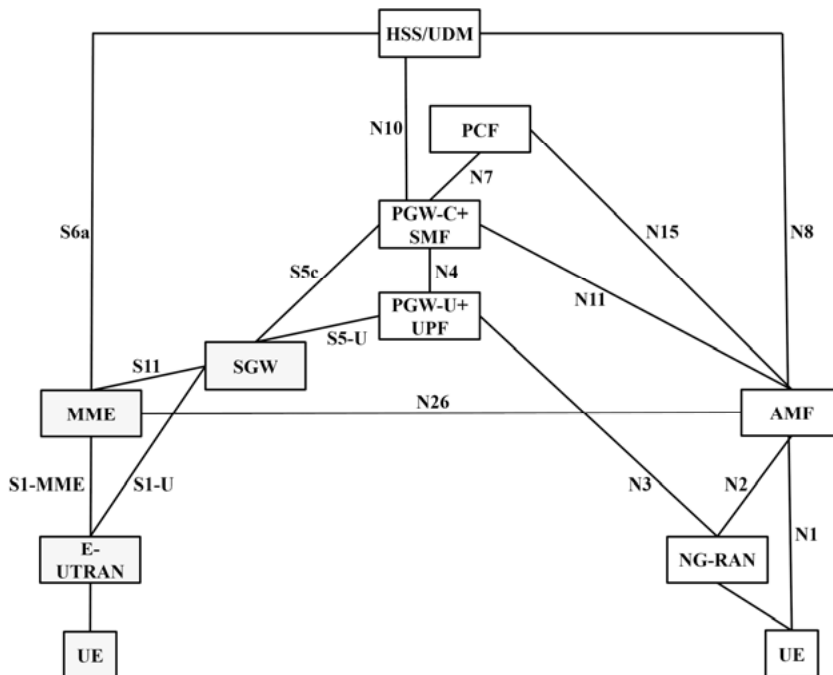 HSS/UDM
N10
PCF
N7
S6a
PGW-C+
SMF
N15
N8
S5c
N4
N11
PGW-U+
UPF
S5-U
S11
SGW
MME
N26
AMF
S1-MME
S1-U
N3
N2
N1
E-
UTRAN
NG-RAN
UE
UE